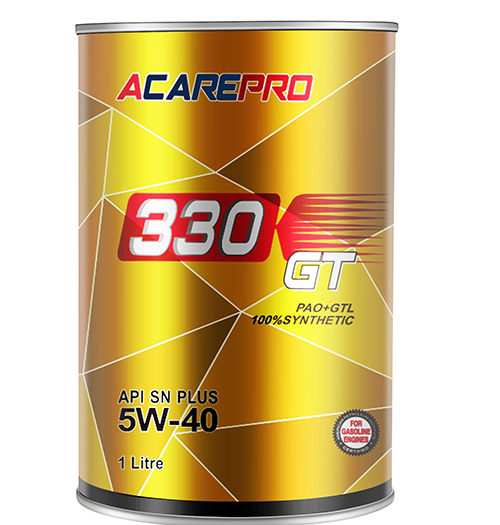 ACAREPRO
330
GT
PAO+GTL
100%SYNTHETIC
API SN PLUS
5W-40
1 Litre
FOR
GASOLINE
ENGINES